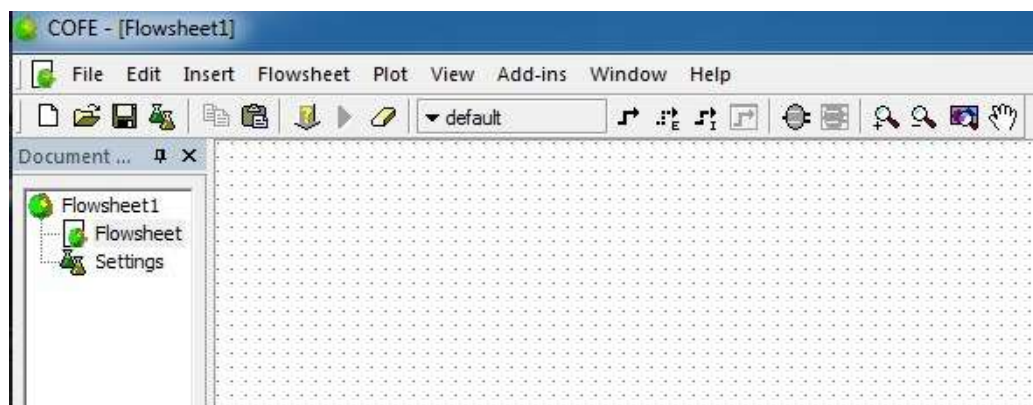 COFE - [Flowsheet1]
File Edit Insert Flowsheet Plot View Add-ins Window Help
default
E I
Document ...
Flowsheet1
Flowsheet
Settings